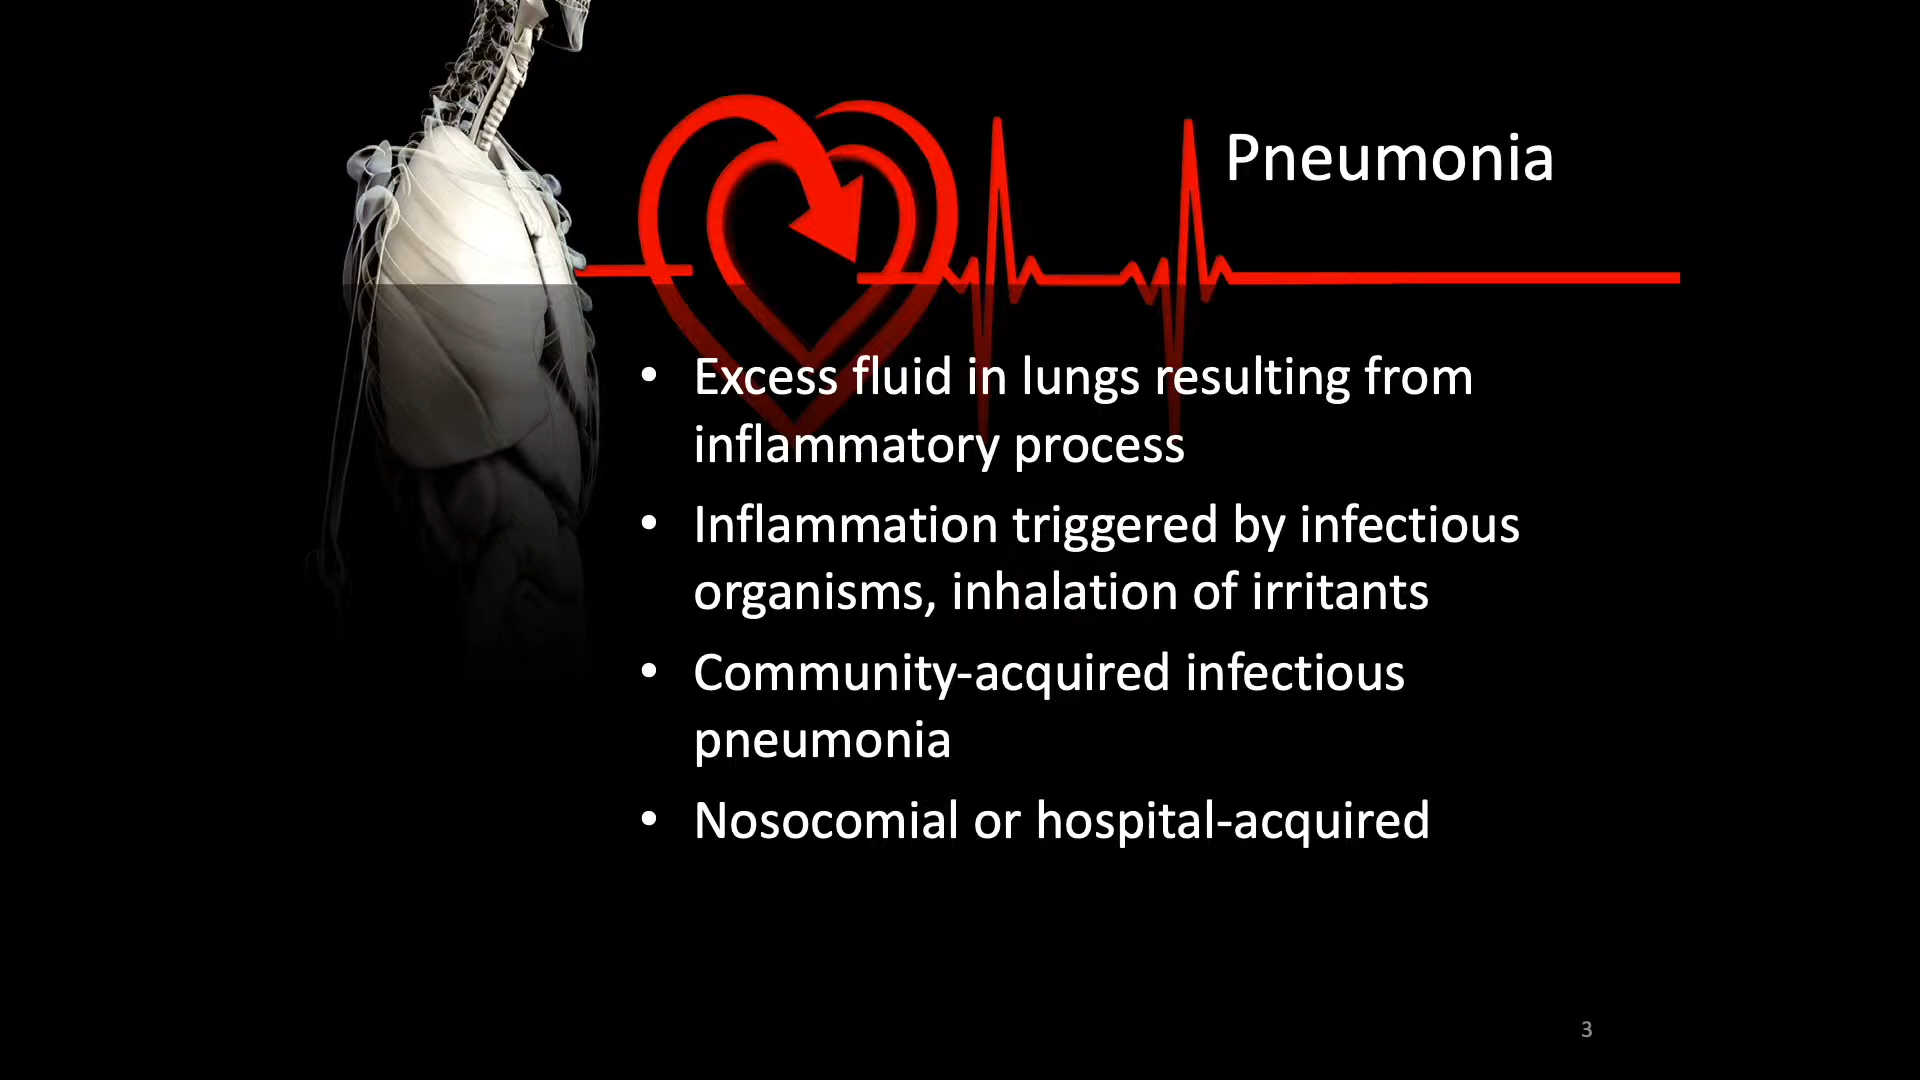 Pneumonia
• Excess fluid in lungs resulting from
inflammatory process
• Inflammation triggered by infectious
organisms, inhalation of irritants
• Community-acquired infectious
pneumonia
• Nosocomial or hospital-acquired
3